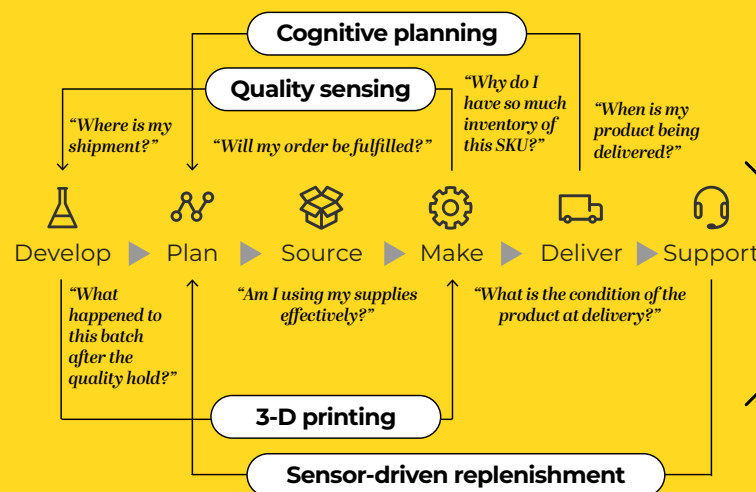 Cognitive planning
Quality sensing
“Where is my
shipment?”
“Will my order be fulfilled?”
“Why do I
have so much
inventory of
this SKU?”
“When is my
product being
delivered?”
Develop
Plan
Source
Make
Deliver
Support
“What
happened to
this batch
after the
quality hold?”
“Am I using my supplies
effectively?”
“What is the condition of the
product at delivery?”
3-D printing
Sensor-driven replenishment